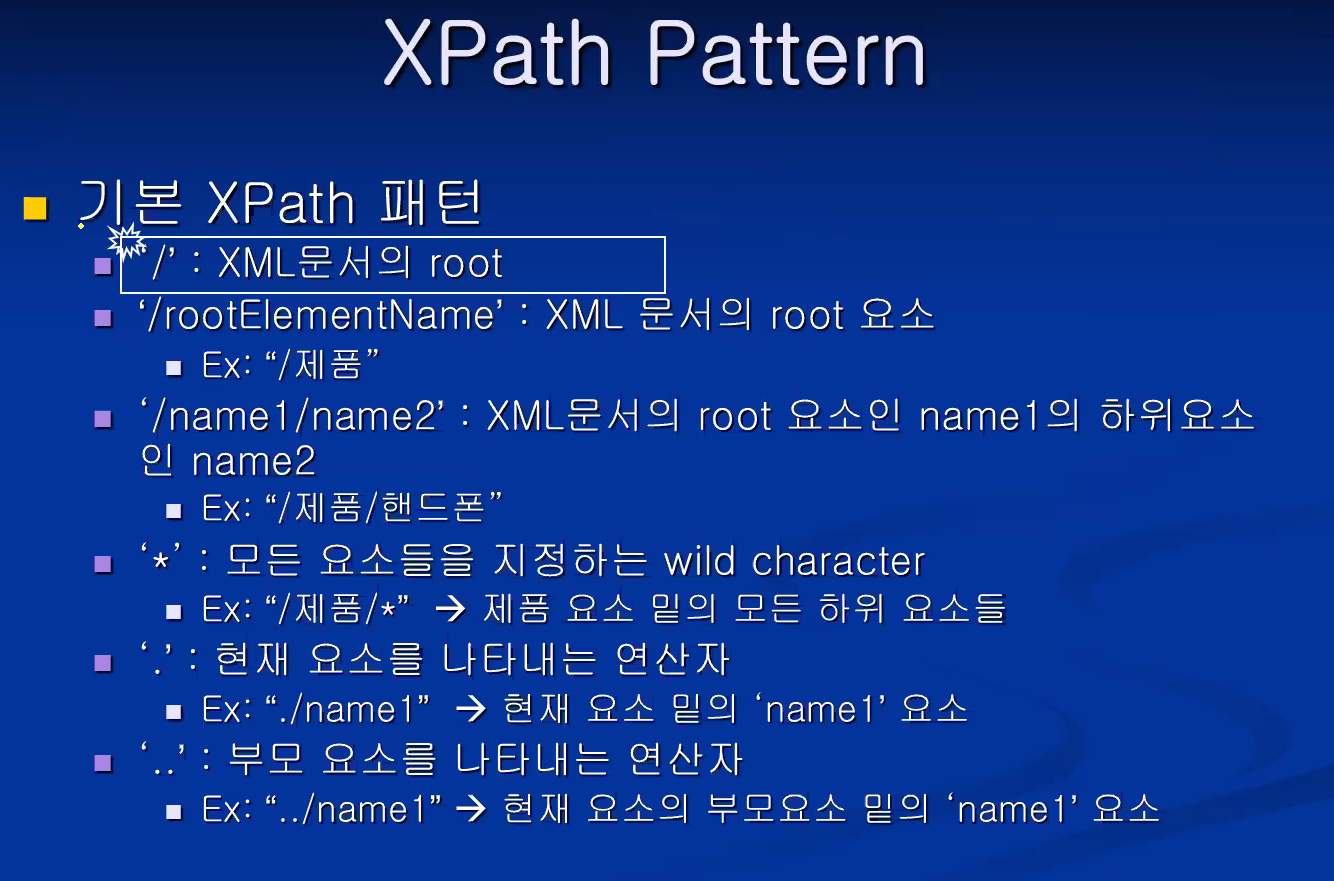 XPath Pattern
기본 XPath 패턴
‘/’ : XML문서의 root
‘/rootElementName’ : XML 문서의 root 요소
Ex: “/제품”
‘/name1/name2’ : XML문서의 root 요소인 name1의 하위요소
인 name2
Ex: “/제품/핸드폰”
‘*’ : 모든 요소들을 지정하는 wild character
Ex: “/제품/*” → 제품 요소 밑의 모든 하위 요소들
‘.’ : 현재 요소를 나타내는 연산자
Ex: “./name1” → 현재 요소 밑의 ‘name1’ 요소
‘..’ : 부모 요소를 나타내는 연산자
Ex: “../name1” → 현재 요소의 부모요소 밑의 ‘name1’ 요소